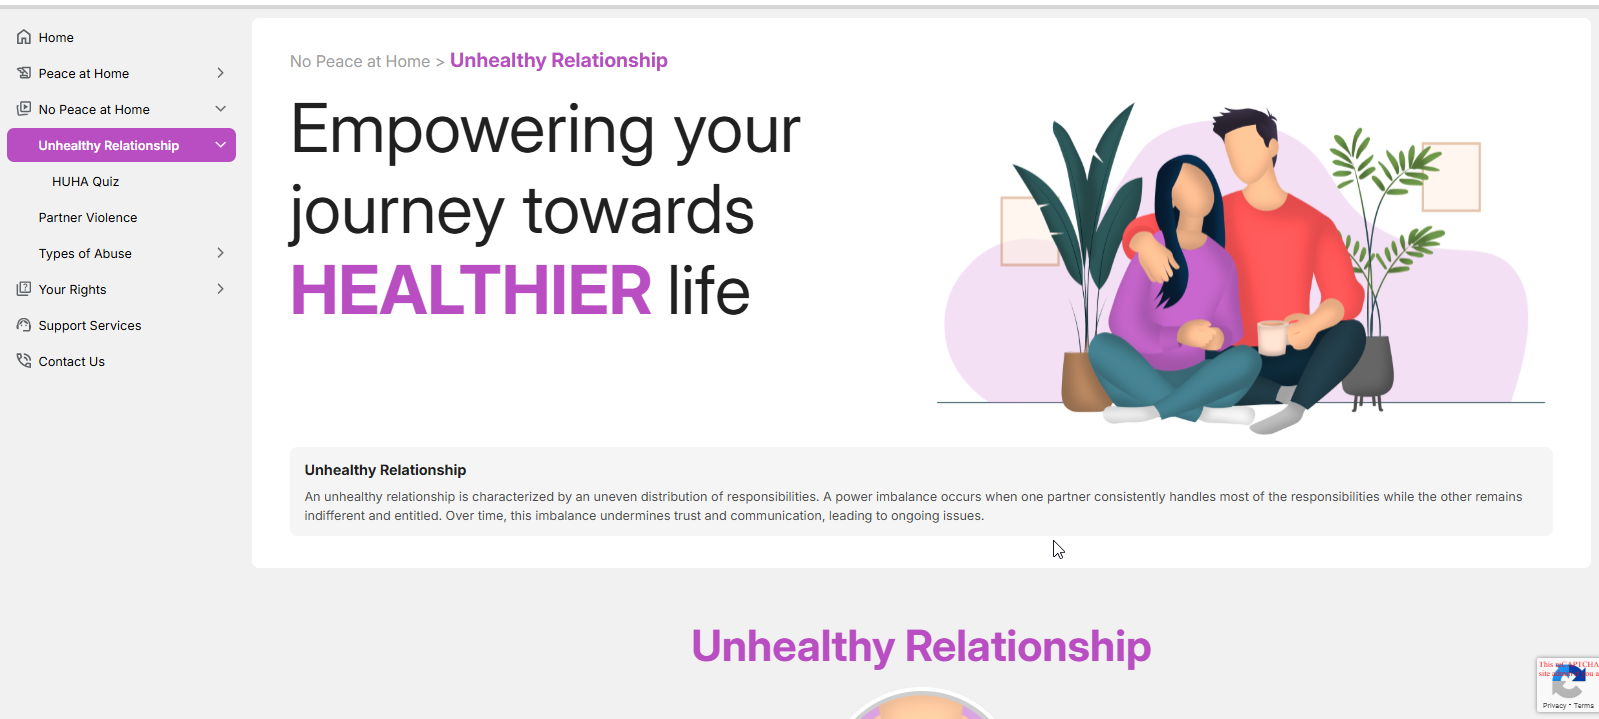 Home
Peace at Home
No Peace at Home
Unhealthy Relationship
HUHA Quiz
Partner Violence
Types of Abuse
Your Rights
Support Services
Contact Us
No Peace at Home > Unhealthy Relationship
Empowering your
journey towards
HEALTHIER life
Unhealthy Relationship
An unhealthy relationship is characterized by an uneven distribution of responsibilities. A power imbalance occurs when one partner consistently handles most of the responsibilities while the other remains
indifferent and entitled. Over time, this imbalance undermines trust and communication, leading to ongoing issues.
Unhealthy Relationship
This
site
Privacy - Terms